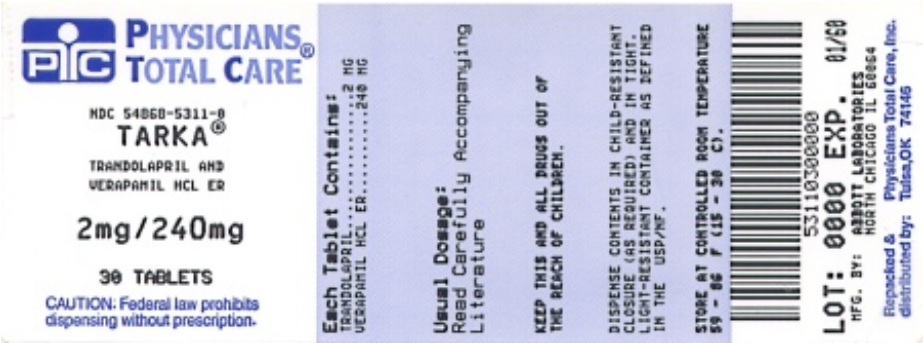 PTC PHYSICIANS
TOTAL CARE®
NDC 54868-5311-0
TARKA®
TRANDOLAPRIL AND
VERAPAMIL HCL ER
2mg/240mg
30 TABLETS
CAUTION: Federal law prohibits
dispensing without prescription.
Each Tablet Contains:
TRANDOLAPRIL............2 MG
VERAPAMIL HCL ER....240 MG
Usual Dosage:
Read Carefully Accompanying
Literature
KEEP THIS AND ALL DRUGS OUT OF
THE REACH OF CHILDREN.
DISPENSE CONTENTS IN CHILD-RESISTANT
CLOSURE (AS REQUIRED) AND IN TIGHT.
LIGHT-RESISTANT CONTAINER AS DEFINED
IN THE USP/NF.
STORE AT CONTROLLED ROOM TEMPERATURE
59 - 86 F (15 - 30 C).
53110300000
LOT: 0000 EXP. 01/60
MFG. BY: ABBOTT LABORATORIES
NORTH CHICAGO IL 60064
Repacked & Physicians Total Care, Inc.
distributed by: Tulsa,OK 74146